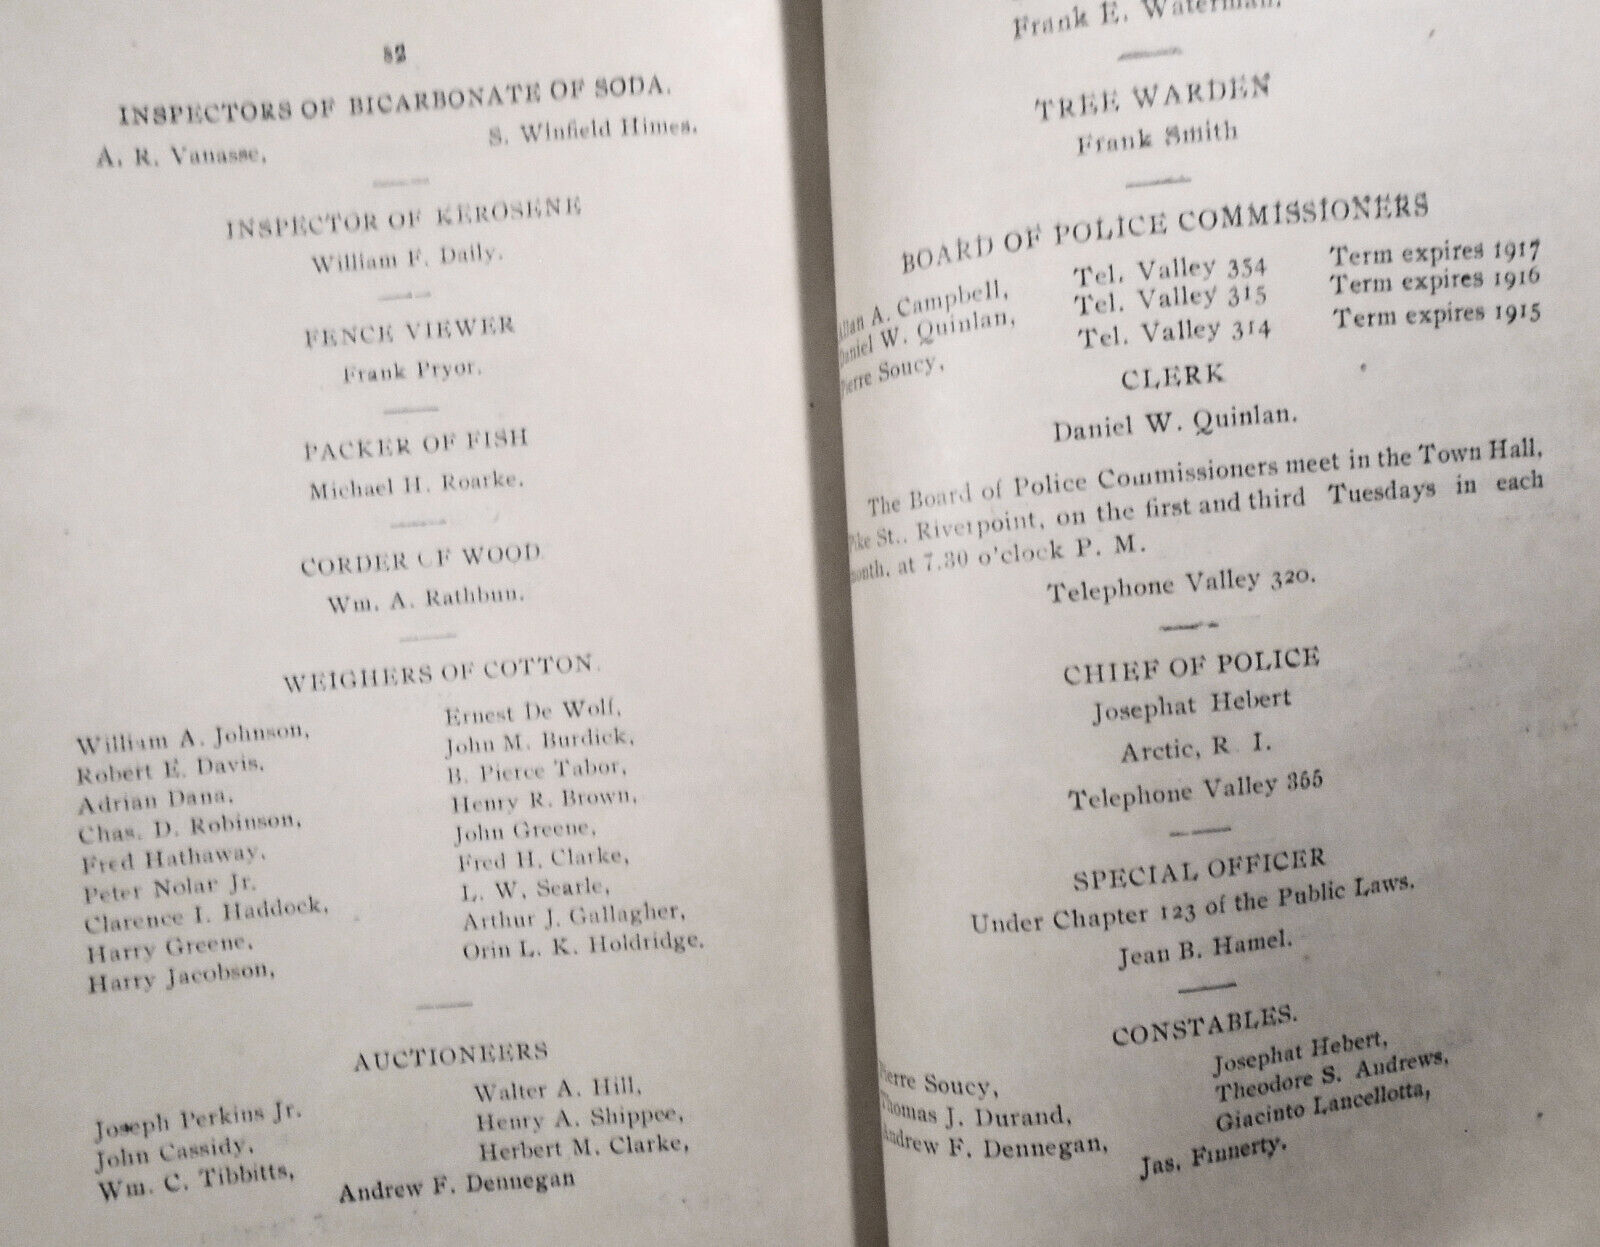 82
INSPECTORS OF BICARBONATE OF SODA.
A. R. Vanasse, S. Winfield Himes,
INSPECTOR OF KEROSENE
William F. Daily.
FENCE VIEWER
Frank Pryor.
PACKER OF FISH
Michael H. Roarke.
CORDER OF WOOD
Wm. A. Rathbun.
WEIGHERS OF COTTON.
William A. Johnson, Ernest De Wolf,
Robert E. Davis, John M. Burdick,
Adrian Dana, B. Pierce Tabor,
Chas. D. Robinson, Henry R. Brown,
Fred Hathaway, John Greene,
Peter Nolar Jr. Fred H. Clarke,
Clarence I. Haddock, L. W. Searle,
Harry Greene, Arthur J. Gallagher,
Harry Jacobson, Orin L. K. Holdridge,
AUCTIONEERS
Joseph Perkins Jr. Walter A. Hill,
John Cassidy, Henry A. Shippee,
Wm. C. Tibbitts, Herbert M. Clarke,
Andrew F. Dennegan
Frank E. Waterman,
TREE WARDEN
Frank Smith
BOARD OF POLICE COMMISSIONERS
Allan A. Campbell, Tel. Valley 354 Term expires 1917
Daniel W. Quinlan, Tel. Valley 315 Term expires 1916
Pierre Soucy, Tel. Valley 314 Term expires 1915
CLERK
Daniel W. Quinlan.
The Board of Police Commissioners meet in the Town Hall,
Pike St., Riverpoint, on the first and third Tuesdays in each
month, at 7.30 o'clock P. M.
Telephone Valley 320.
CHIEF OF POLICE
Josephat Hebert
Arctic, R I.
Telephone Valley 355
SPECIAL OFFICER
Under Chapter 123 of the Public Laws.
Jean B. Hamel.
CONSTABLES.
Pierre Soucy, Josephat Hebert,
Thomas J. Durand, Theodore S. Andrews,
Andrew F. Dennegan, Giacinto Lancellotta,
Jas. Finnerty.